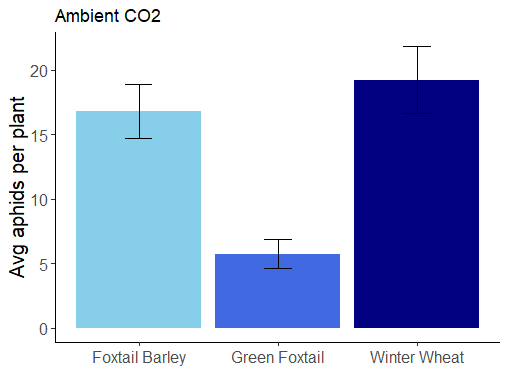 Ambient CO2
Avg aphids per plant
20
15
10
5
0
Foxtail Barley
Green Foxtail
Winter Wheat